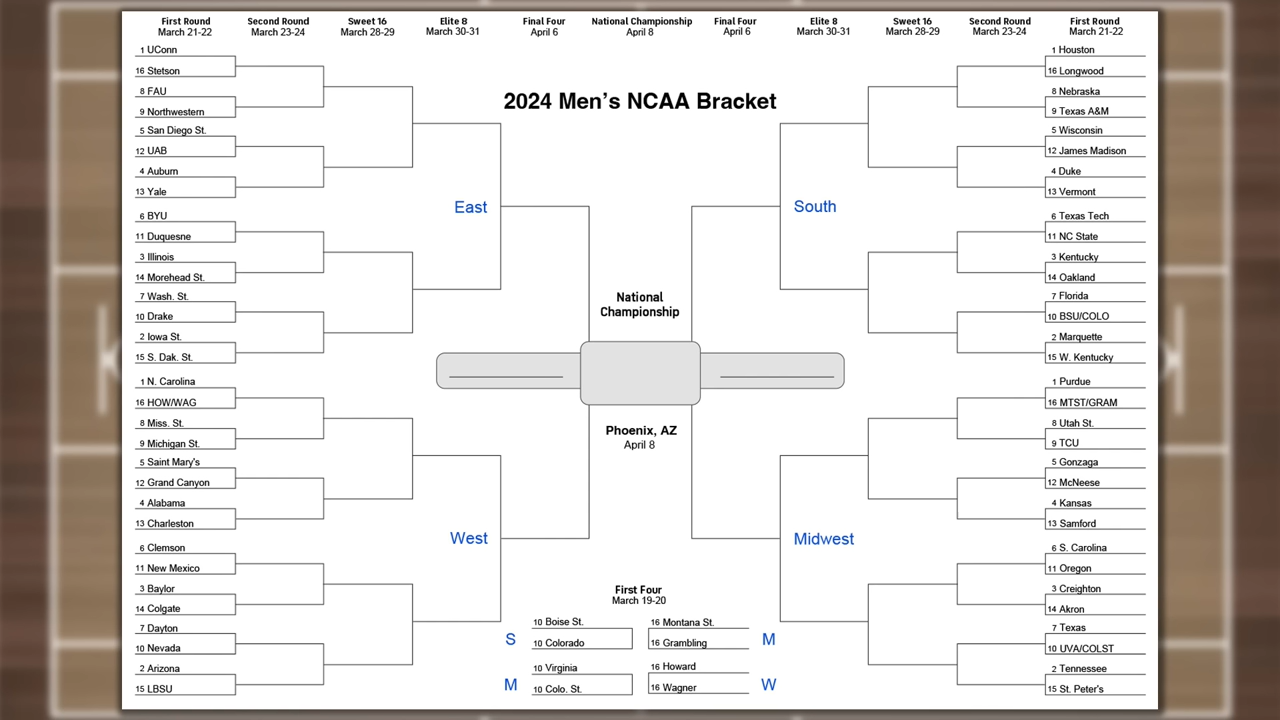 First Round
March 21-22
Second Round
March 23-24
Sweet 16
March 28-29
Elite 8
March 30-31
Final Four
April 6
National Championship
April 8
Final Four
April 6
Elite 8
March 30-31
Sweet 16
March 28-29
Second Round
March 23-24
First Round
March 21-22
2024 Men's NCAA Bracket
1 UConn
16 Stetson
8 FAU
9 Northwestern
5 San Diego St.
12 UAB
4 Auburn
13 Yale
6 BYU
11 Duquesne
3 Illinois
14 Morehead St.
7 Wash. St.
10 Drake
2 Iowa St.
15 S. Dak. St.
East
1 N. Carolina
16 HOW/WAG
8 Miss. St.
9 Michigan St.
5 Saint Mary's
12 Grand Canyon
4 Alabama
13 Charleston
6 Clemson
11 New Mexico
3 Baylor
14 Colgate
7 Dayton
10 Nevada
2 Arizona
15 LBSU
West
National
Championship
Phoenix, AZ
April 8
1 Houston
16 Longwood
8 Nebraska
9 Texas A&M
5 Wisconsin
12 James Madison
4 Duke
13 Vermont
6 Texas Tech
11 NC State
3 Kentucky
14 Oakland
7 Florida
10 BSU/COLO
2 Marquette
15 W. Kentucky
South
1 Purdue
16 MTST/GRAM
8 Utah St.
9 TCU
5 Gonzaga
12 McNeese
4 Kansas
13 Samford
6 S. Carolina
11 Oregon
3 Creighton
14 Akron
7 Texas
10 UVA/COLST
2 Tennessee
15 St. Peter's
Midwest
First Four
March 19-20
S
10 Boise St.
10 Colorado
16 Montana St.
16 Grambling
M
M
10 Virginia
10 Colo. St.
16 Howard
16 Wagner
W